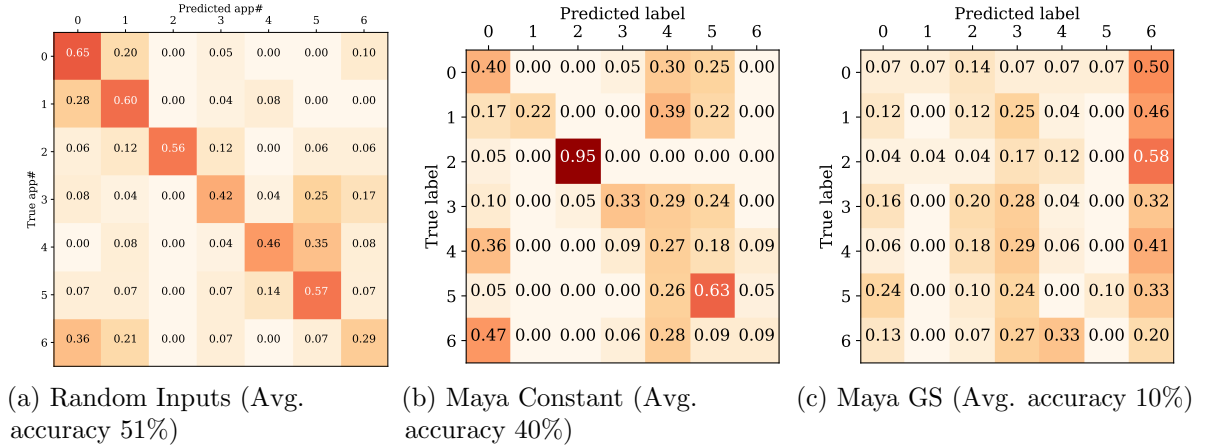 Predicted app#
0 1 2 3 4 5 6
True app#
0 0.65 0.20 0.00 0.05 0.00 0.00 0.10
1 0.28 0.60 0.00 0.04 0.08 0.00 0.00
2 0.06 0.12 0.56 0.12 0.00 0.06 0.06
3 0.08 0.04 0.00 0.42 0.04 0.25 0.17
4 0.00 0.08 0.00 0.04 0.46 0.35 0.08
5 0.07 0.07 0.00 0.07 0.14 0.57 0.07
6 0.36 0.21 0.00 0.07 0.00 0.07 0.29
(a) Random Inputs (Avg.
accuracy 51%)
Predicted label
0 1 2 3 4 5 6
True label
0 0.40 0.00 0.00 0.05 0.30 0.25 0.00
1 0.17 0.22 0.00 0.00 0.39 0.22 0.00
2 0.05 0.00 0.95 0.00 0.00 0.00 0.00
3 0.10 0.00 0.05 0.33 0.29 0.24 0.00
4 0.36 0.00 0.00 0.09 0.27 0.18 0.09
5 0.05 0.00 0.00 0.00 0.26 0.63 0.05
6 0.47 0.00 0.00 0.06 0.28 0.09 0.09
(b) Maya Constant (Avg.
accuracy 40%)
Predicted label
0 1 2 3 4 5 6
True label
0 0.07 0.07 0.14 0.07 0.07 0.07 0.50
1 0.12 0.00 0.12 0.25 0.04 0.00 0.46
2 0.04 0.04 0.04 0.17 0.12 0.00 0.58
3 0.16 0.00 0.20 0.28 0.04 0.00 0.32
4 0.06 0.00 0.18 0.29 0.06 0.00 0.41
5 0.24 0.00 0.10 0.24 0.00 0.10 0.33
6 0.13 0.00 0.07 0.27 0.33 0.00 0.20
(c) Maya GS (Avg. accuracy 10%)